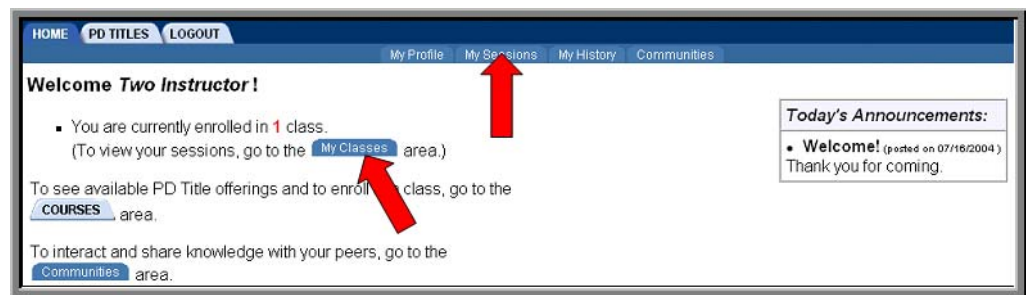 HOME PD TITLES LOGOUT
My Profile My Sessions My History Communities
Welcome Two Instructor!
Today's Announcements:
▪ You are currently enrolled in 1 class.
(To view your sessions, go to the My Classes area.)
• Welcome! (posted on 07/16/2004 )
Thank you for coming.
To see available PD Title offerings and to enroll class, go to the
COURSES area.
To interact and share knowledge with your peers, go to the
Communities area.